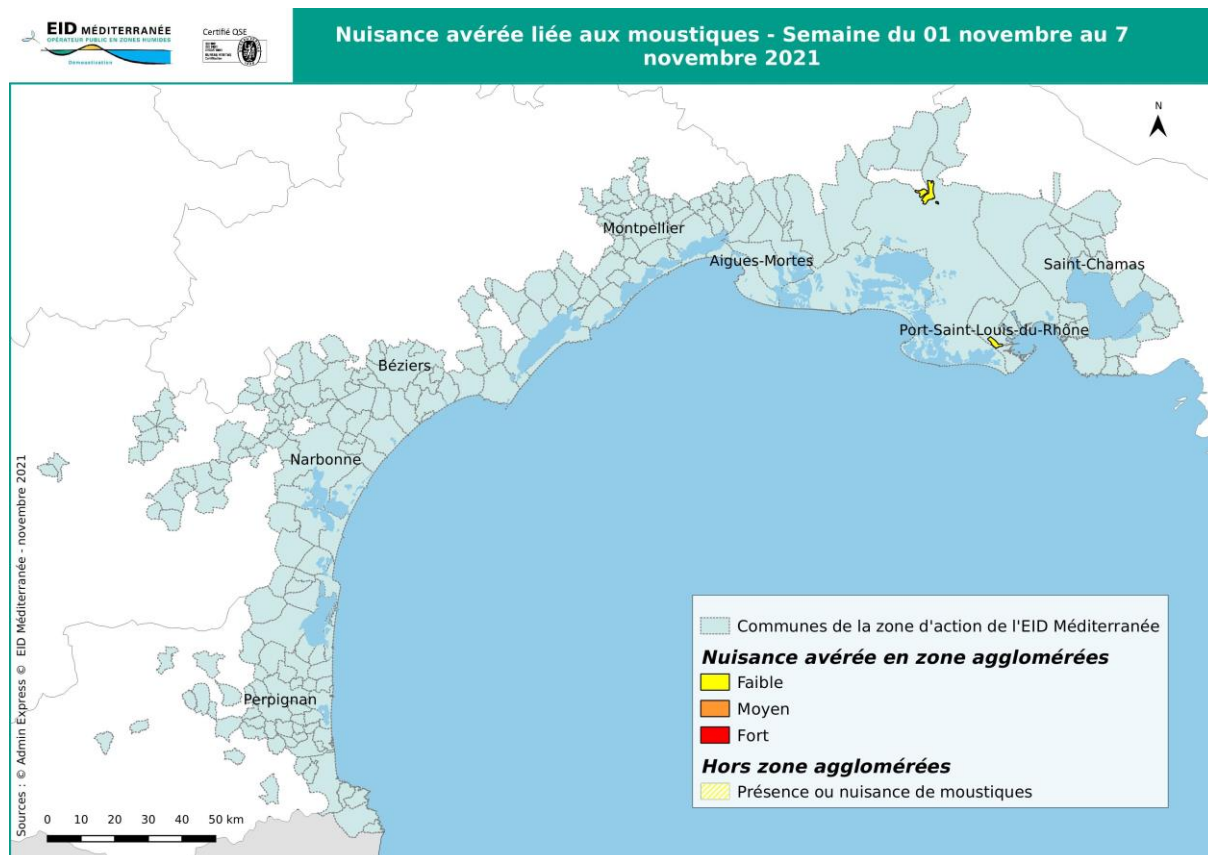 EID MÉDITERRANÉE
OPÉRATEUR PUBLIC EN ZONES HUMIDES
Démoustication
Certifié QSE
Nuisance avérée liée aux moustiques - Semaine du 01 novembre au 7
novembre 2021
N
Montpellier
Aigues-Mortes
Saint-Chamas
Port-Saint-Louis-du-Rhône
Béziers
Narbonne
Perpignan
Communes de la zone d'action de l'EID Méditerranée
Nuisance avérée en zone agglomérées
Faible
Moyen
Fort
Hors zone agglomérées
Présence ou nuisance de moustiques
0 10 20 30 40 50 km
Sources : © Admin Express © EID Méditerranée - novembre 2021